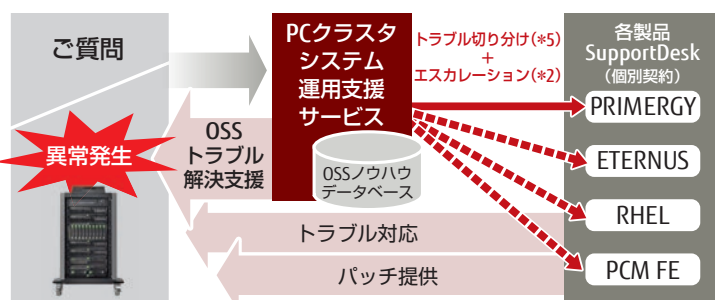 ご質問
異常発生
OSS
トラブル
解決支援
PCクラスタ
システム
運用支援
サービス
OSSノウハウ
データベース
トラブル切り分け(*5)
+
エスカレーション(*2)
各製品
SupportDesk
(個別契約)
PRIMERGY
ETERNUS
RHEL
PCM FE
トラブル対応
パッチ提供